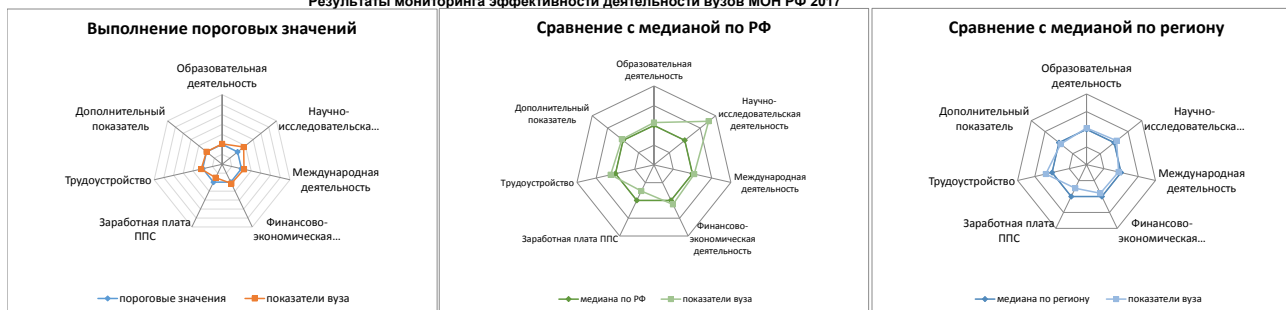 Результаты мониторинга эффективности деятельности вузов МОН РФ 2017
Выполнение пороговых значений
Образовательная
деятельность
Научно-
исследовательска...
Международная
деятельность
Финансово-
экономическая...
Заработная плата
ППС
Трудоустройство
Дополнительный
показатель
пороговые значения
показатели вуза
Сравнение с медианой по РФ
Образовательная
деятельность
Научно-
исследовательская
деятельность
Международная
деятельность
Финансово-
экономическая
деятельность
Заработная плата ППС
Трудоустройство
Дополнительный
показатель
медиана по РФ
показатели вуза
Сравнение с медианой по региону
Образовательная
деятельность
Научно-
исследовательска...
Международная
деятельность
Финансово-
экономическая...
Заработная плата
ППС
Трудоустройство
Дополнительный
показатель
медиана по региону
показатели вуза